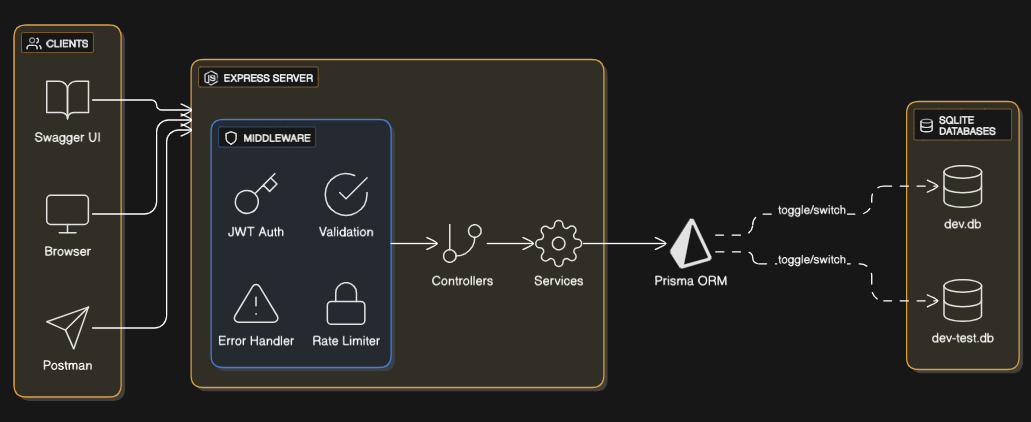 CLIENTS
Swagger UI
Browser
Postman
EXPRESS SERVER
MIDDLEWARE
JWT Auth
Validation
Error Handler
Rate Limiter
Controllers
Services
Prisma ORM
toggle/switch
toggle/switch
SQLITE
DATABASES
dev.db
dev-test.db